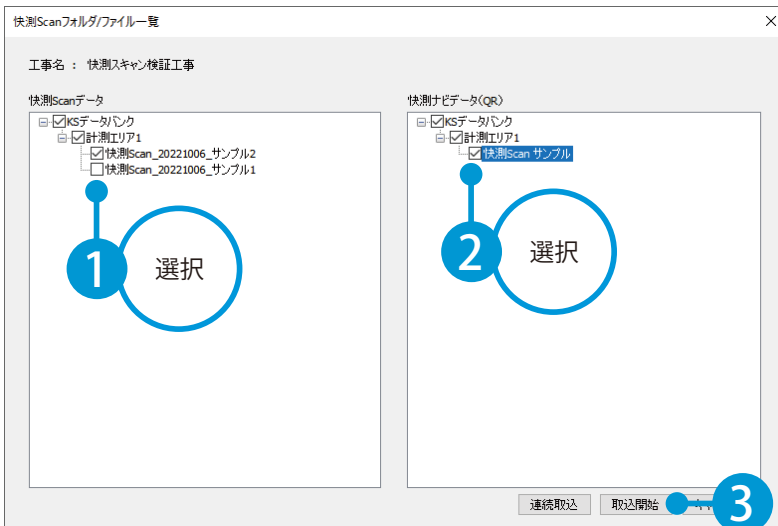 快測Scanフォルダ/ファイル一覧
工事名 : 快測スキャン検証工事
快測Scanデータ
KSデータバンク
計測エリア1
快測Scan_20221006_サンプル2
快測Scan_20221006_サンプル1
1
選択
快測ナビデータ(QR)
KSデータバンク
計測エリア1
快測Scan サンプル
2
選択
連続取込
取込開始
3